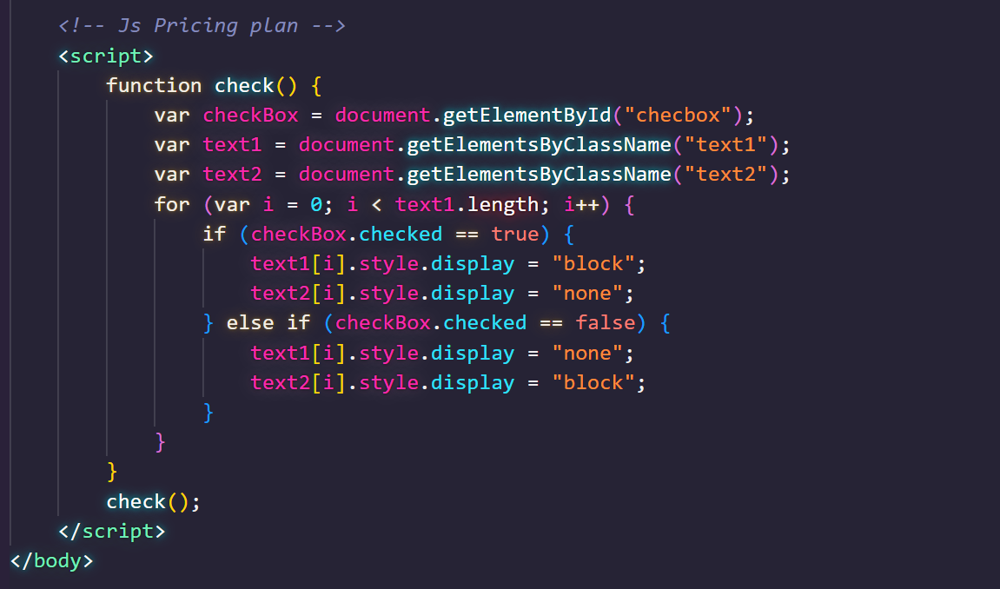 <!-- Js Pricing plan -->
<script>
function check() {
var checkBox = document.getElementById("checbox");
var text1 = document.getElementsByClassName("text1");
var text2 = document.getElementsByClassName("text2");
for (var i = 0; i < text1.length; i++) {
if (checkBox.checked == true) {
text1[i].style.display = "block";
text2[i].style.display = "none";
} else if (checkBox.checked == false) {
text1[i].style.display = "none";
text2[i].style.display = "block";
}
}
}
check();
</script>
</body>